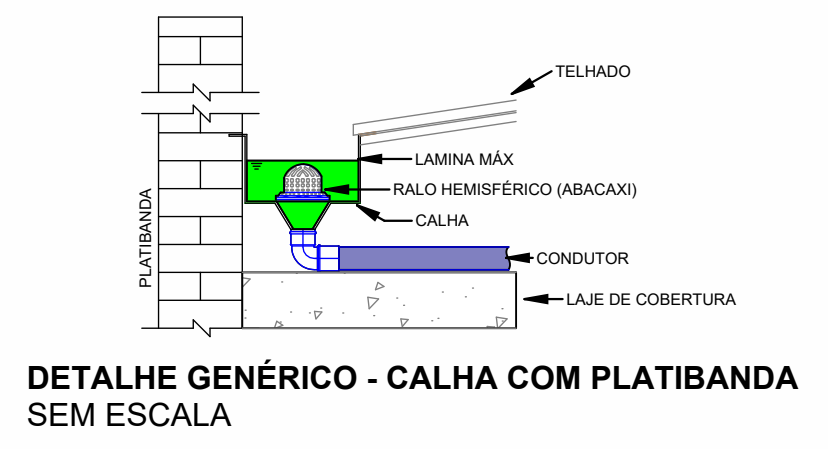 TELHADO
LAMINA MÁX
RALO HEMISFÉRICO (ABACAXI)
CALHA
PLATIBANDA
CONDUTOR
LAJE DE COBERTURA
DETALHE GENÉRICO - CALHA COM PLATIBANDA
SEM ESCALA